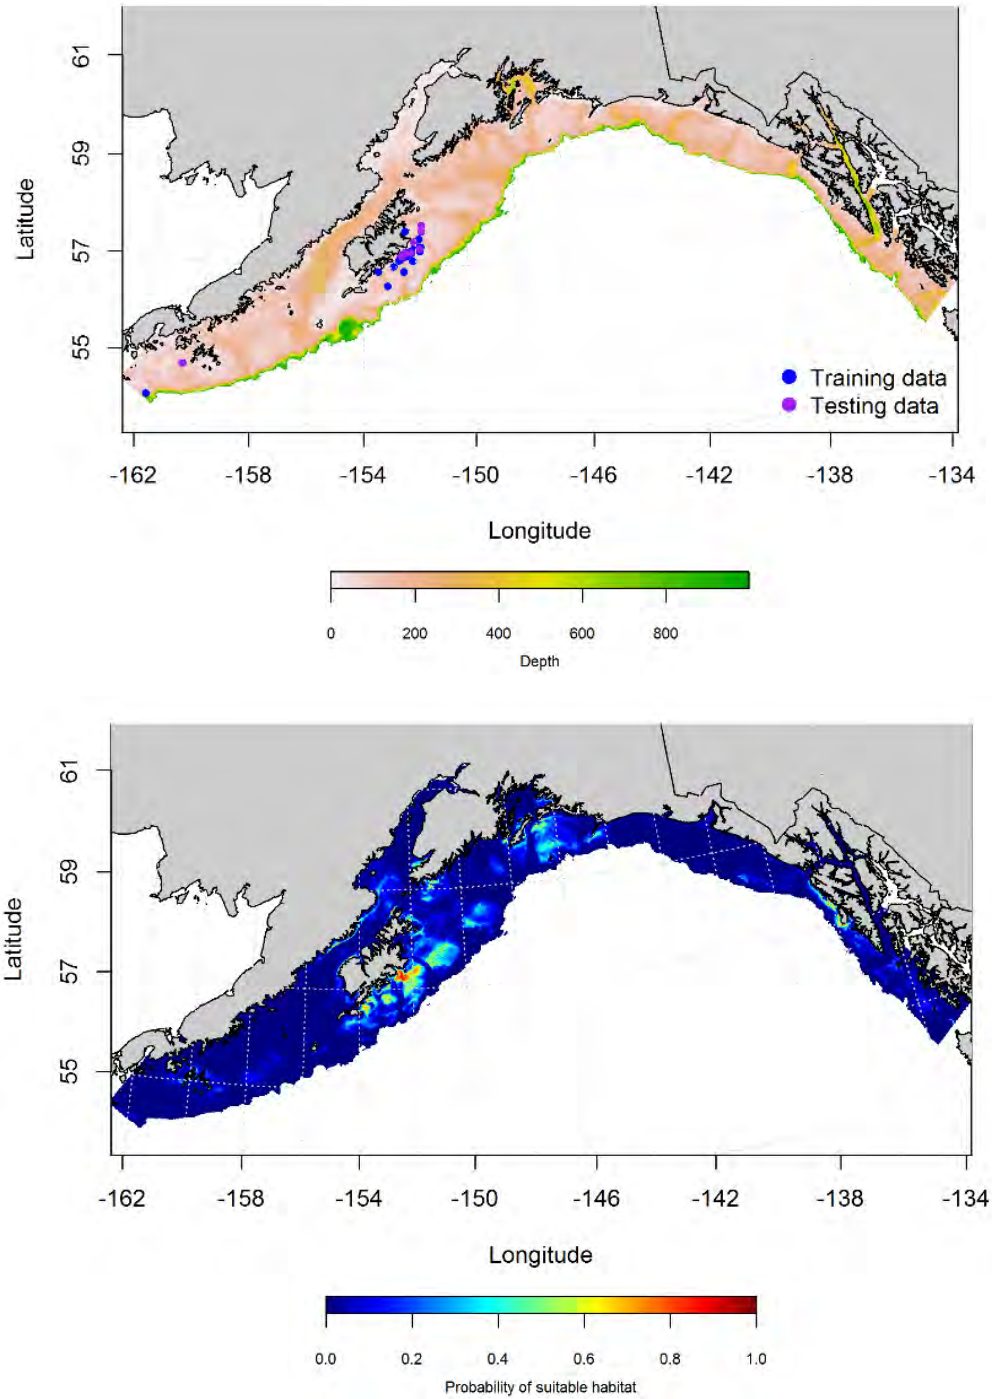 61
59
57
55
Latitude
Training data
Testing data
-162 -158 -154 -150 -146 -142 -138 -134
Longitude
0 200 400 600 800
Depth
61
59
57
55
Latitude
-162 -158 -154 -150 -146 -142 -138 -134
Longitude
0.0 0.2 0.4 0.6 0.8 1.0
Probability of suitable habitat